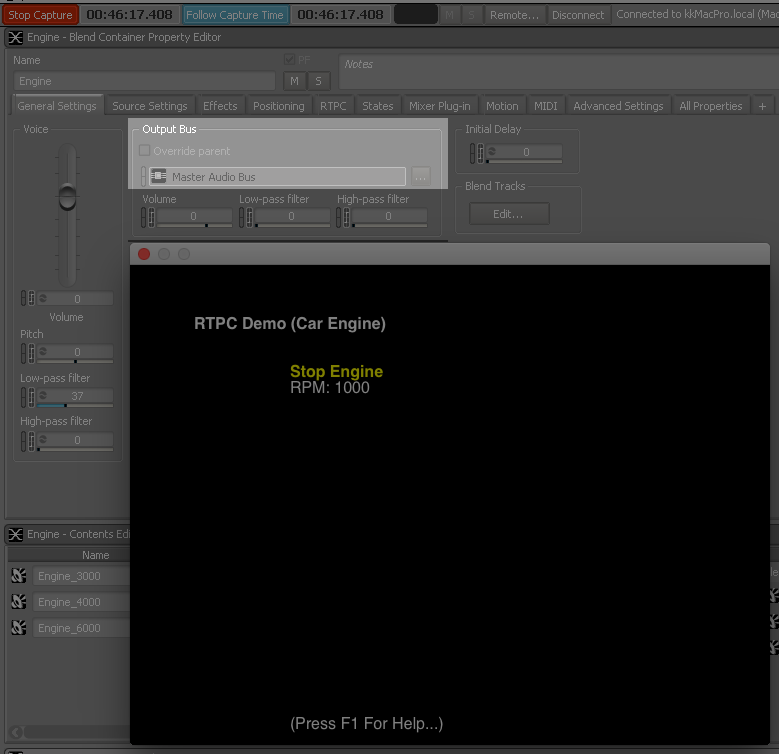 Stop Capture 00:46:17.408 Follow Capture Time 00:46:17.408 M S Remote... Disconnect Connected to kkMacPro.local (Mac
Engine - Blend Container Property Editor
Name PF Notes
Engine M S
General Settings Source Settings Effects Positioning RTPC States Mixer Plug-in Motion MIDI Advanced Settings All Properties +
Voice Output Bus Initial Delay
Override parent 0
Master Audio Bus ...
Blend Tracks
Volume Low-pass filter High-pass filter
0 0 0 Edit...
0
Volume
Pitch
0
Low-pass filter
37
High-pass filter
0
RTPC Demo (Car Engine)
Stop Engine
RPM: 1000
(Press F1 For Help...)
Engine - Contents Edi
Name
Engine_3000
Engine_4000
Engine_6000